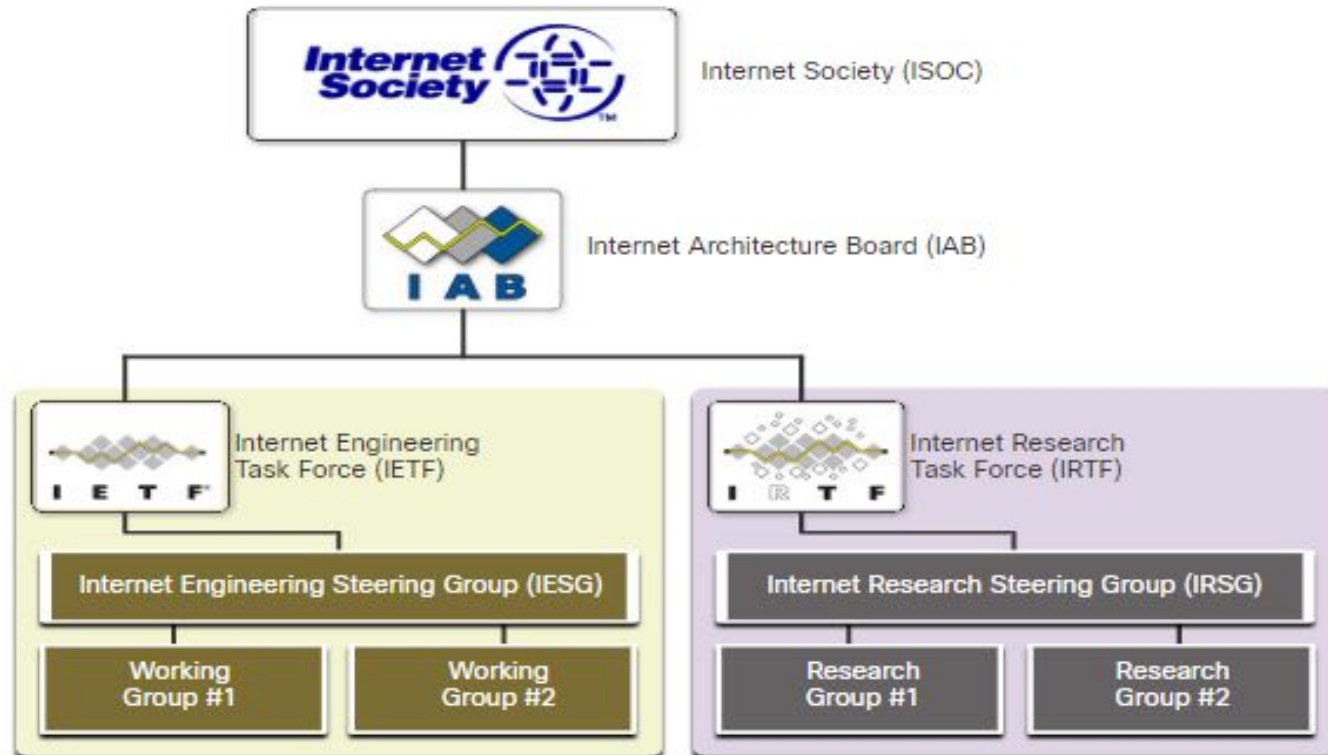 Internet
Society
TM
Internet Society (ISOC)
IAB
Internet Architecture Board (IAB)
IETF
Internet Engineering
Task Force (IETF)
IRTF
Internet Research
Task Force (IRTF)
Internet Engineering Steering Group (IESG)
Working
Group #1
Working
Group #2
Internet Research Steering Group (IRSG)
Research
Group #1
Research
Group #2